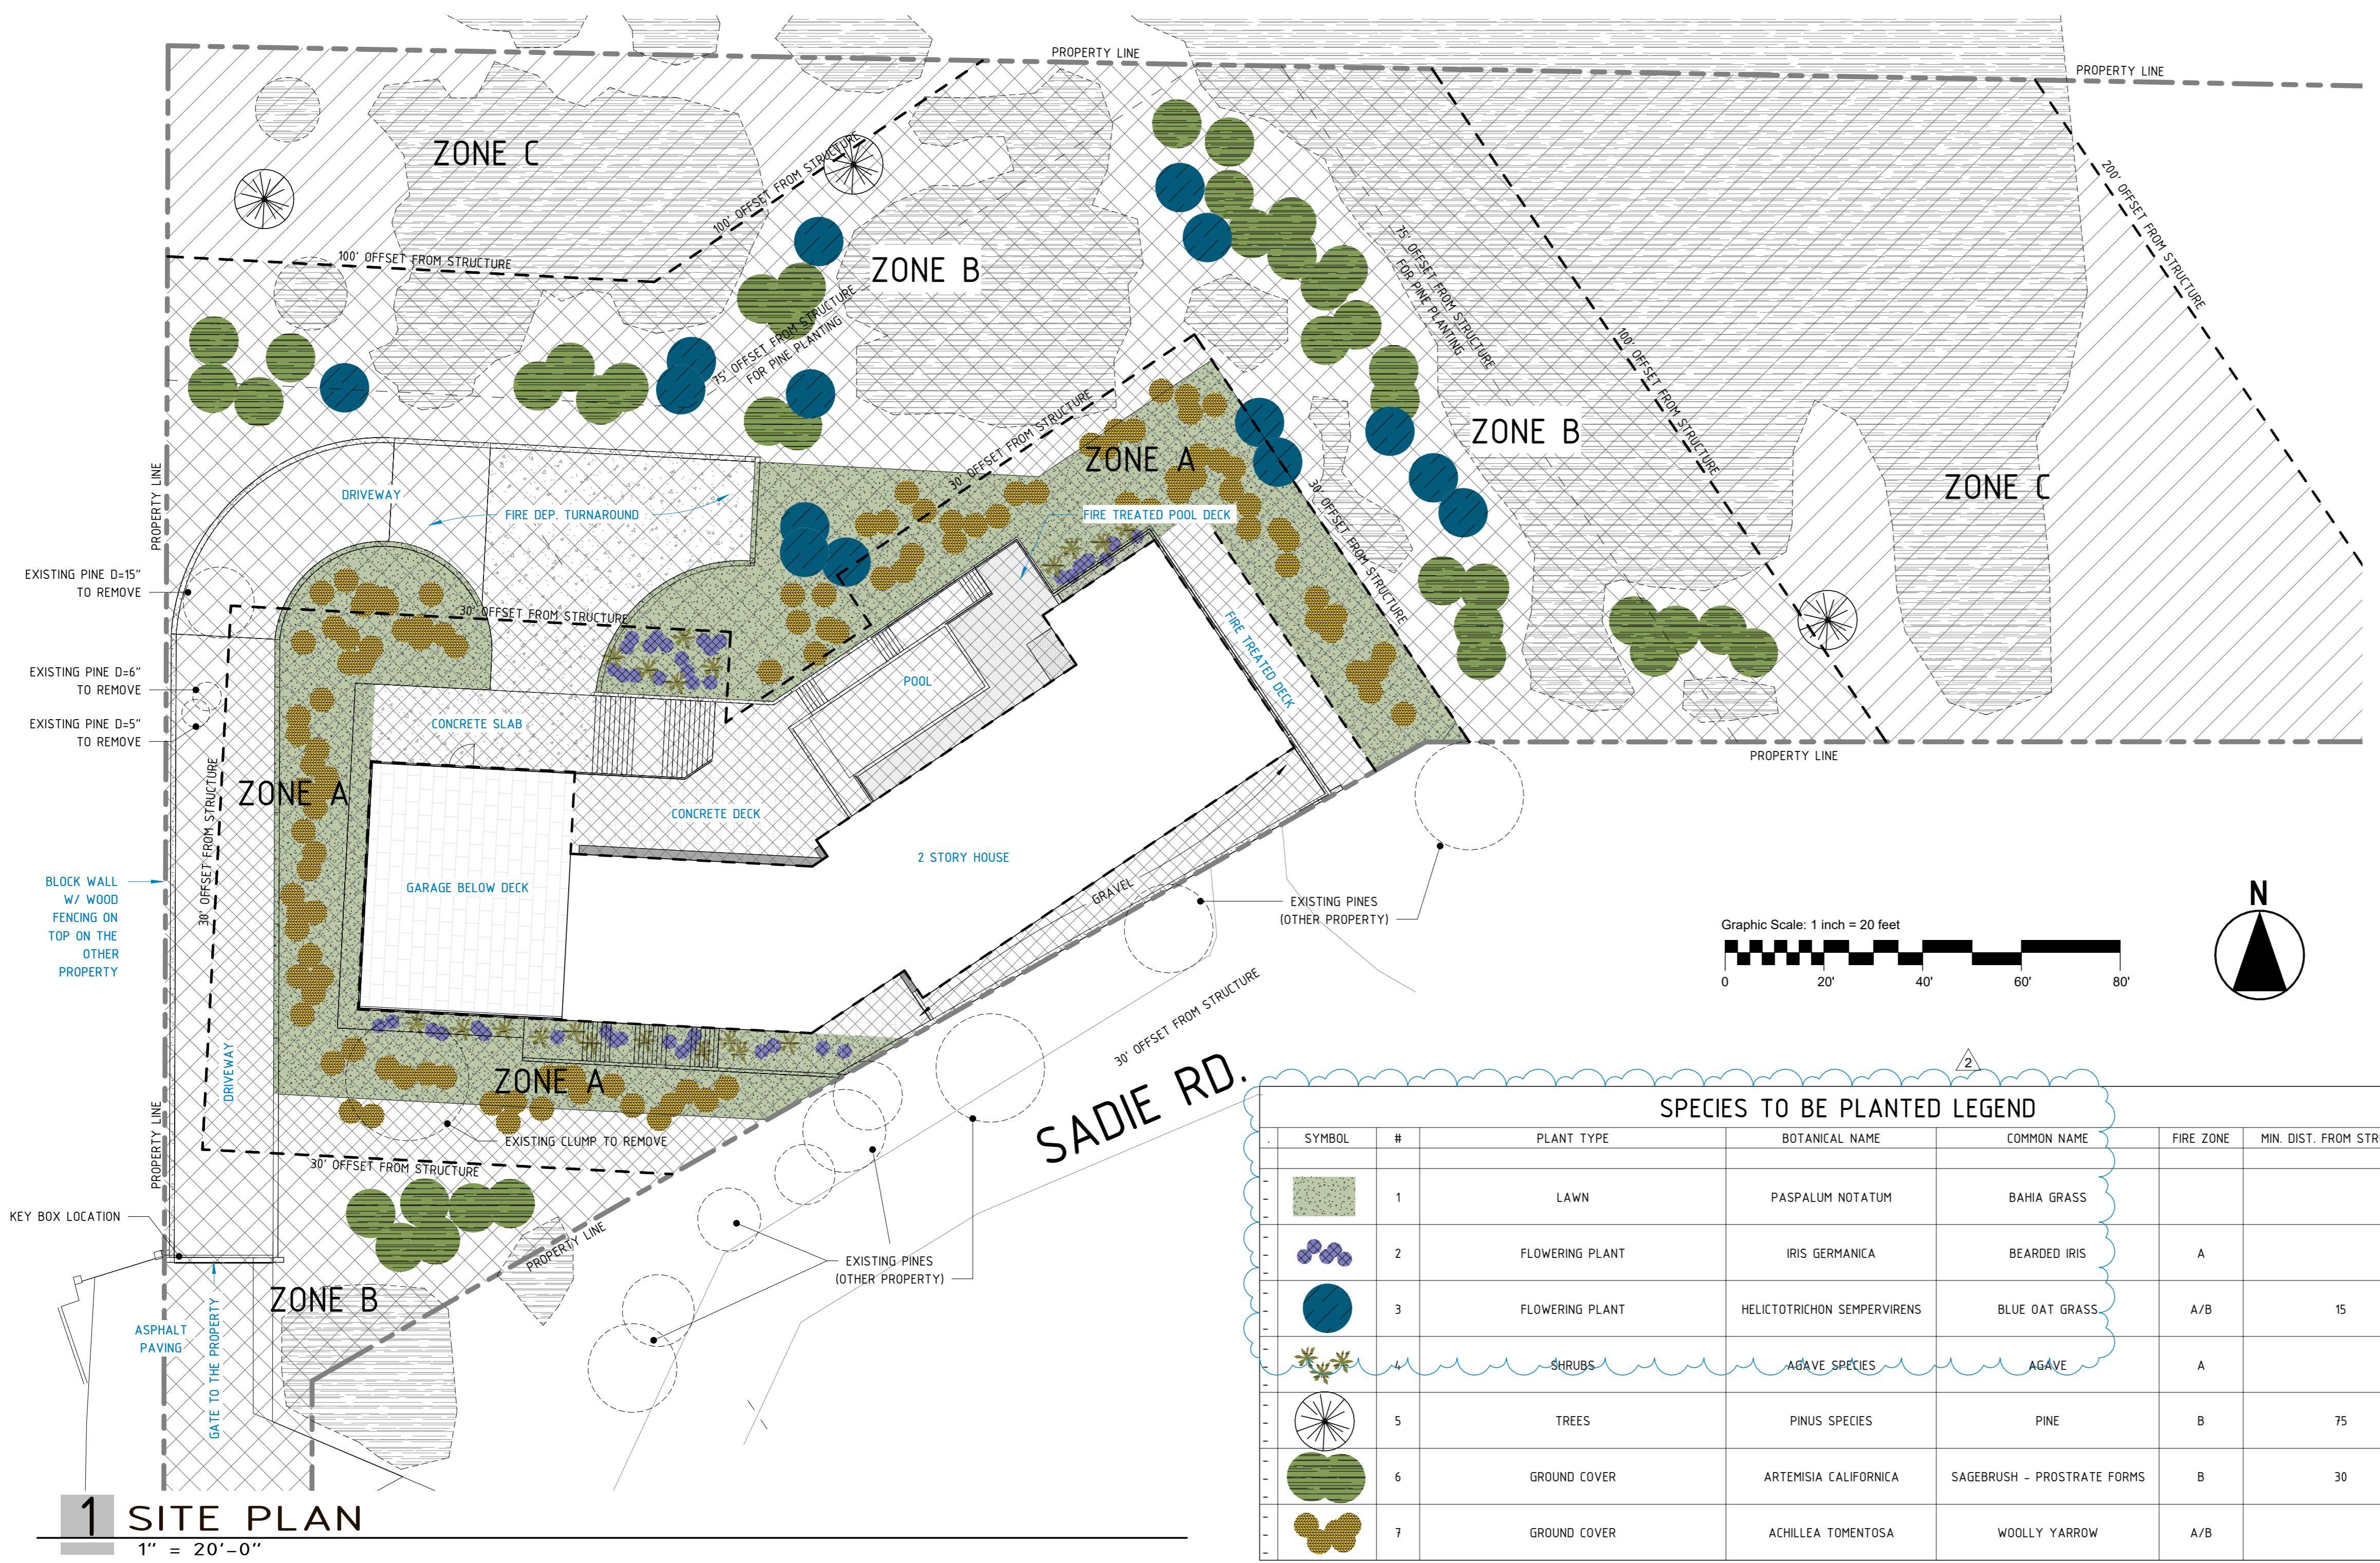 PROPERTY LINE
PROPERTY LINE
ZONE C
100' OFFSET FROM STRUCTURE
100' OFFSET FROM STRUCTURE
ZONE B
75' OFFSET FROM STRUCTURE
FOR PINE PLANTING
75' OFFSET FROM STRUCTURE
FOR PINE PLANTING
200' OFFSET FROM STRUCTURE
100' OFFSET FROM STRUCTURE
ZONE B
ZONE C
30' OFFSET FROM STRUCTURE
ZONE A
30' OFFSET FROM STRUCTURE
PROPERTY LINE
DRIVEWAY
FIRE DEP. TURNAROUND
FIRE TREATED POOL DECK
EXISTING PINE D=15"
TO REMOVE
30' OFFSET FROM STRUCTURE
FIRE TREATED DECK
EXISTING PINE D=6"
TO REMOVE
POOL
EXISTING PINE D=5"
TO REMOVE
CONCRETE SLAB
PROPERTY LINE
ZONE A
30' OFFSET FROM STRUCTURE
CONCRETE DECK
2 STORY HOUSE
GARAGE BELOW DECK
GRAVEL
BLOCK WALL
W/ WOOD
FENCING ON
TOP ON THE
OTHER
PROPERTY
EXISTING PINES
(OTHER PROPERTY)
Graphic Scale: 1 inch = 20 feet
0 20' 40' 60' 80'
N
30' OFFSET FROM STRUCTURE
SADIE RD.
DRIVEWAY
ZONE A
PROPERTY LINE
EXISTING CLUMP TO REMOVE
30' OFFSET FROM STRUCTURE
KEY BOX LOCATION
PROPERTY LINE
EXISTING PINES
(OTHER PROPERTY)
ZONE B
ASPHALT
PAVING
GATE TO THE PROPERTY
2
SPECIES TO BE PLANTED LEGEND
. SYMBOL # PLANT TYPE BOTANICAL NAME COMMON NAME FIRE ZONE MIN. DIST. FROM STR
1 LAWN PASPALUM NOTATUM BAHIA GRASS
2 FLOWERING PLANT IRIS GERMANICA BEARDED IRIS A
3 FLOWERING PLANT HELICTOTRICHON SEMPERVIRENS BLUE OAT GRASS A/B 15
4 SHRUBS AGAVE SPECIES AGAVE A
5 TREES PINUS SPECIES PINE B 75
6 GROUND COVER ARTEMISIA CALIFORNICA SAGEBRUSH - PROSTRATE FORMS B 30
7 GROUND COVER ACHILLEA TOMENTOSA WOOLLY YARROW A/B
1 SITE PLAN
1" = 20'-0"